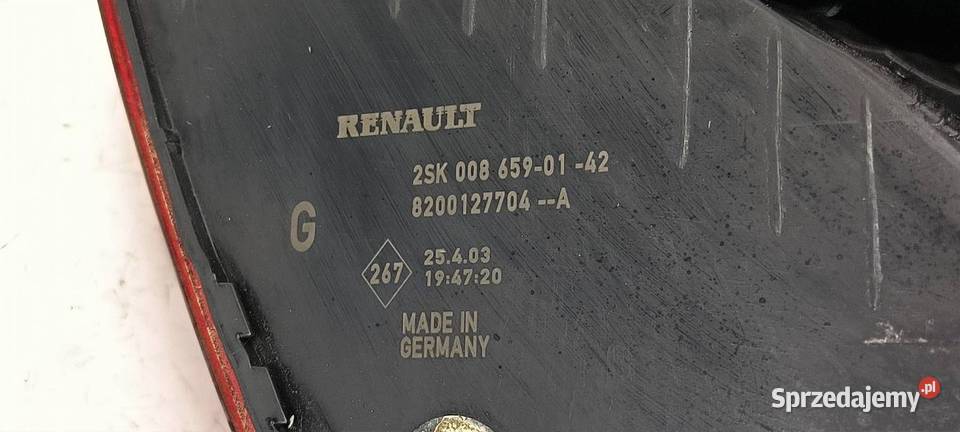 RENAULT
2SK 008 659-01 -42
8200127704 --A
G
267
25.4.03
19:47:20
MADE IN
GERMANY
Sprzedajemy.pl